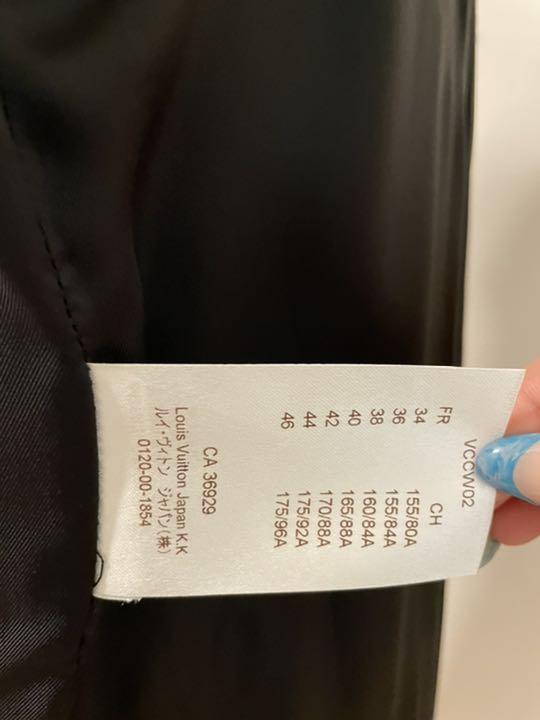 VCCW02
FR CH
34 155/80A
36 155/84A
38 160/84A
40 165/88A
42 170/88A
44 175/92A
46 175/96A
CA 36929
Louis Vuitton Japan K.K
ルイ・ヴィトン ジャパン(株)
0120-00-1854